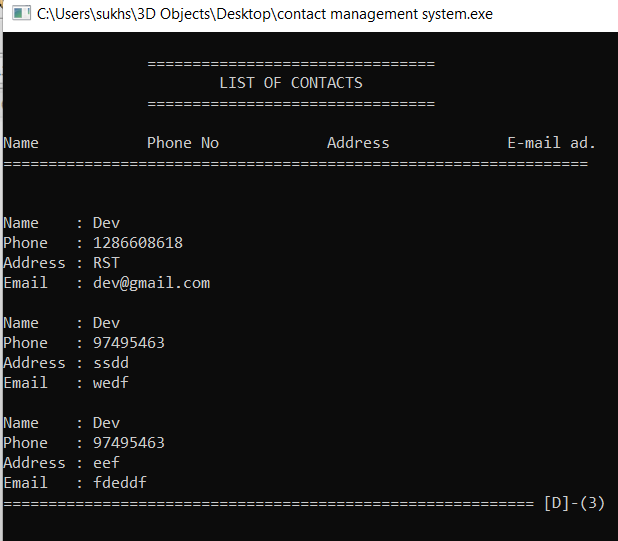 C:\Users\sukhs\3D Objects\Desktop\contact management system.exe
================================
LIST OF CONTACTS
================================
Name Phone No Address E-mail ad.
=================================================================
Name : Dev
Phone : 1286608618
Address : RST
Email : dev@gmail.com
Name : Dev
Phone : 97495463
Address : ssdd
Email : wedf
Name : Dev
Phone : 97495463
Address : eef
Email : fdeddf
=========================================================== [D]-(3)